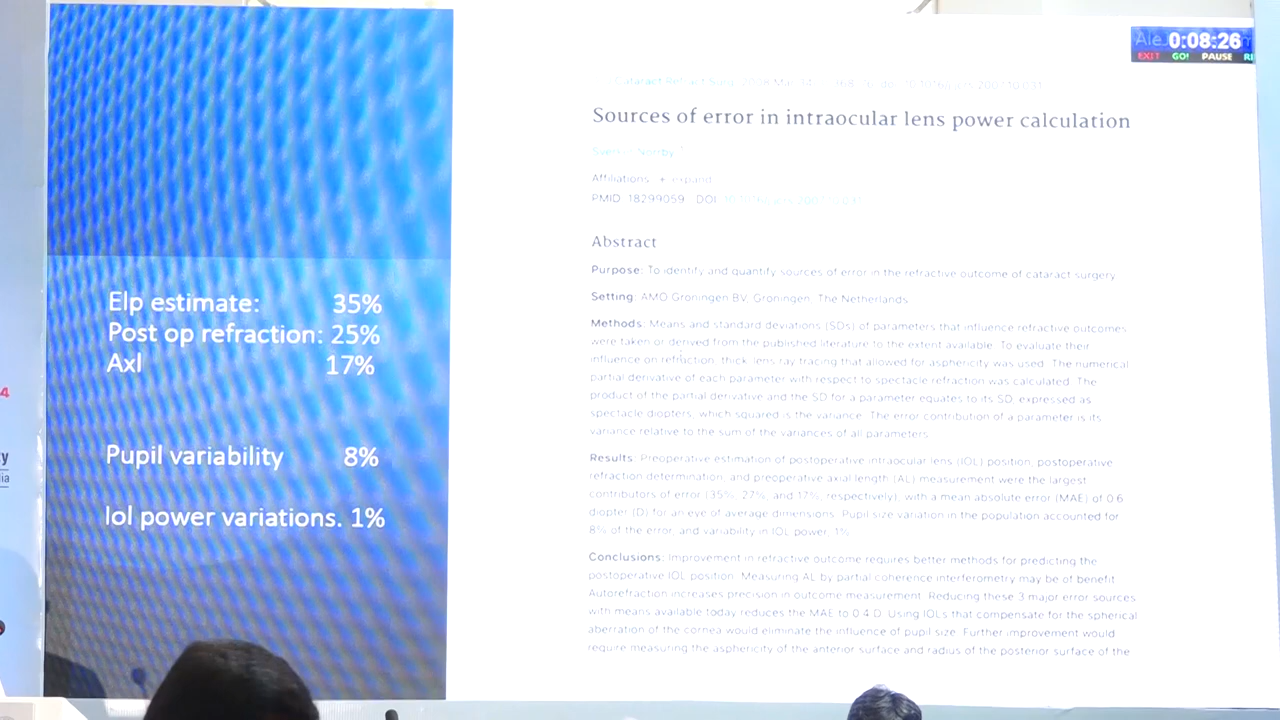 Ale
0:08:26
EXIT GO! PAUSE
Sources of error in intraocular lens power calculation
Affiliations + expand
PMID: 18299059 DOI:
Abstract
Purpose: To identify and quantify sources of error in the refractive outcome of cataract surgery.
Setting: AMO Groningen BV, Groningen, The Netherlands.
Methods: Means and standard deviations (SDs) of parameters that influence refractive outcomes
were taken or derived from the published literature to the extent available. To evaluate their
influence on refraction, thick-lens ray tracing that allowed for asphericity was used. The numerical
partial derivative of each parameter with respect to spectacle refraction was calculated. The
product of the partial derivative and the SD for a parameter equates to its SD, expressed as
spectacle diopters, which squared is the variance. The error contribution of a parameter is its
variance relative to the sum of the variances of all parameters.
Results: Preoperative estimation of postoperative intraocular lens (IOL) position, postoperative
refraction determination, and preoperative axial length (AL) measurement were the largest
contributors of error (35%, 27%, and 17%, respectively), with a mean absolute error (MAE) of 0.6
diopter (D) for an eye of average dimensions. Pupil size variation in the population accounted for
8% of the error, and variability in IOL power, 1%.
Conclusions: Improvement in refractive outcome requires better methods for predicting the
postoperative IOL position. Measuring AL by partial coherence interferometry may be of benefit.
Autorefraction increases precision in outcome measurement. Reducing these 3 major error sources
with means available today reduces the MAE to 0.4 D. Using IOLs that compensate for the spherical
aberration of the cornea would eliminate the influence of pupil size. Further improvement would
require measuring the asphericity of the anterior surface and radius of the posterior surface of the
Elp estimate: 35%
Post op refraction: 25%
Axl 17%
Pupil variability 8%
Iol power variations. 1%
4